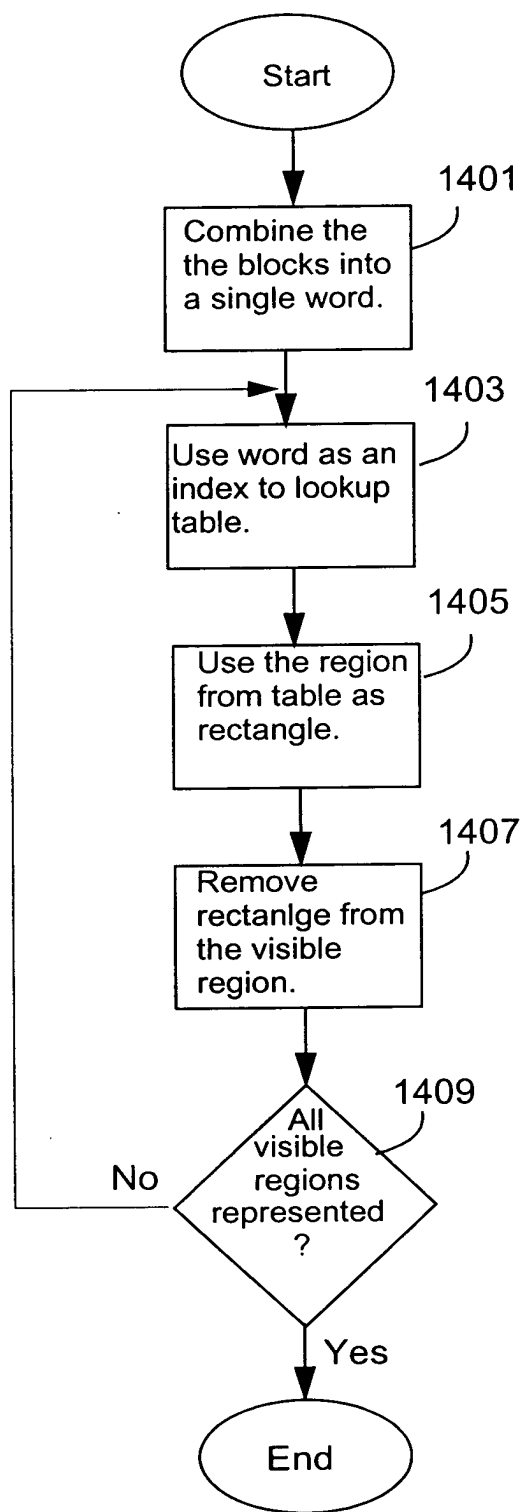 Start
1401
Combine the
the blocks into
a single word.
1403
Use word as an
index to lookup
table.
1405
Use the region
from table as
rectangle.
1407
Remove
rectanlge from
the visible
region.
1409
All
visible
regions
represented
?
No
Yes
End